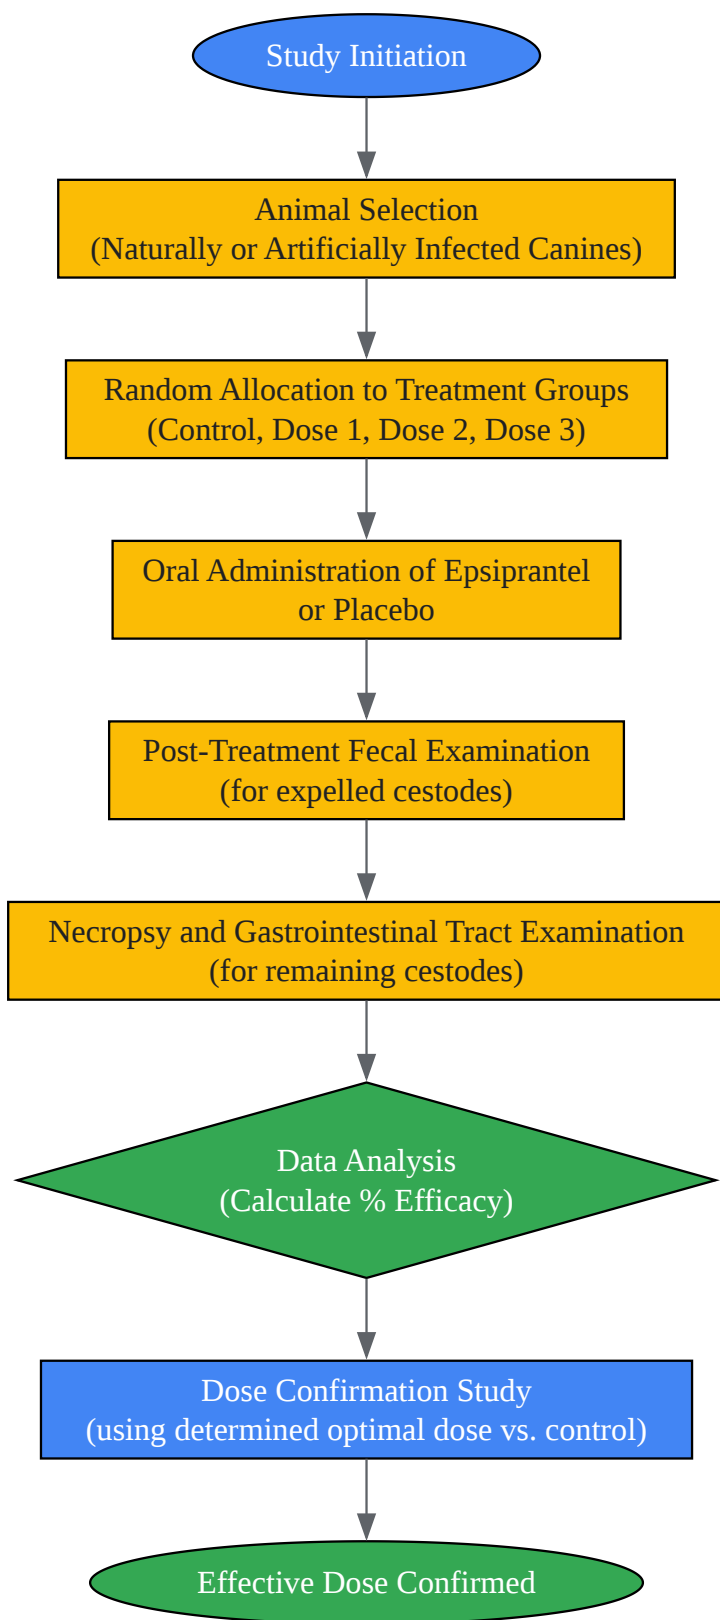 Study Initiation
Animal Selection
(Naturally or Artificially Infected Canines)
Random Allocation to Treatment Groups
(Control, Dose 1, Dose 2, Dose 3)
Oral Administration of Epsiprantel
or Placebo
Post-Treatment Fecal Examination
(for expelled cestodes)
Necropsy and Gastrointestinal Tract Examination
(for remaining cestodes)
Data Analysis
(Calculate % Efficacy)
Dose Confirmation Study
(using determined optimal dose vs. control)
Effective Dose Confirmed